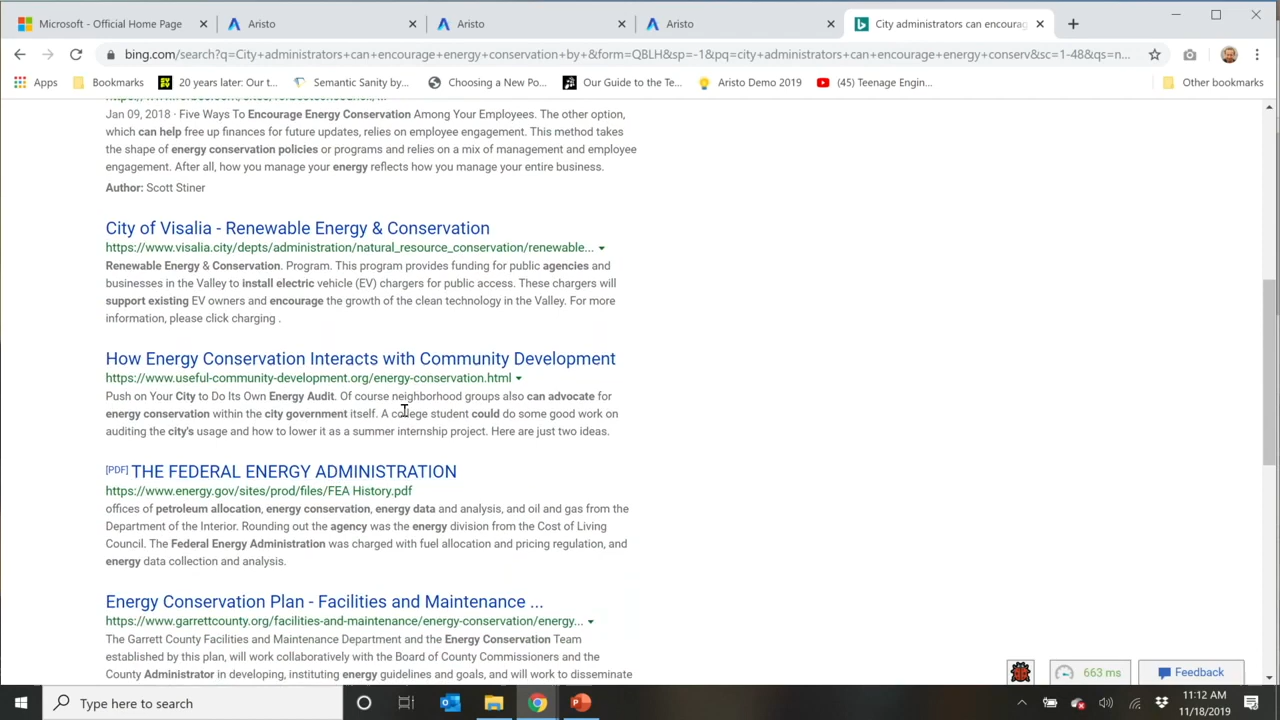 Microsoft - Official Home Page
Aristo
Aristo
Aristo
City administrators can encourag
bing.com/search?q=City+administrators+can+encourage+energy+conservation+by+&form=QBLH&sp=-1&pq=city+administrators+can+encourage+energy+conserv&sc=1-48&qs=n...
Apps
Bookmarks
20 years later: Our t...
Semantic Sanity by...
Choosing a New Po...
Our Guide to the Te...
Aristo Demo 2019
(45) Teenage Engin...
Other bookmarks
Jan 09, 2018 · Five Ways To Encourage Energy Conservation Among Your Employees. The other option,
which can help free up finances for future updates, relies on employee engagement. This method takes
the shape of energy conservation policies or programs and relies on a mix of management and employee
engagement. After all, how you manage your energy reflects how you manage your entire business.
Author: Scott Stiner
City of Visalia - Renewable Energy & Conservation
https://www.visalia.city/depts/administration/natural_resource_conservation/renewable...
Renewable Energy & Conservation. Program. This program provides funding for public agencies and
businesses in the Valley to install electric vehicle (EV) chargers for public access. These chargers will
support existing EV owners and encourage the growth of the clean technology in the Valley. For more
information, please click charging .
How Energy Conservation Interacts with Community Development
https://www.useful-community-development.org/energy-conservation.html
Push on Your City to Do Its Own Energy Audit. Of course neighborhood groups also can advocate for
energy conservation within the city government itself. A college student could do some good work on
auditing the city's usage and how to lower it as a summer internship project. Here are just two ideas.
[PDF] THE FEDERAL ENERGY ADMINISTRATION
https://www.energy.gov/sites/prod/files/FEA History.pdf
offices of petroleum allocation, energy conservation, energy data and analysis, and oil and gas from the
Department of the Interior. Rounding out the agency was the energy division from the Cost of Living
Council. The Federal Energy Administration was charged with fuel allocation and pricing regulation, and
energy data collection and analysis.
Energy Conservation Plan - Facilities and Maintenance ...
https://www.garrettcounty.org/facilities-and-maintenance/energy-conservation/energy...
The Garrett County Facilities and Maintenance Department and the Energy Conservation Team
established by this plan, will work collaboratively with the Board of County Commissioners and the
County Administrator in developing, instituting energy guidelines and goals, and will work to disseminate
663 ms
Feedback
Type here to search
11:12 AM
11/18/2019